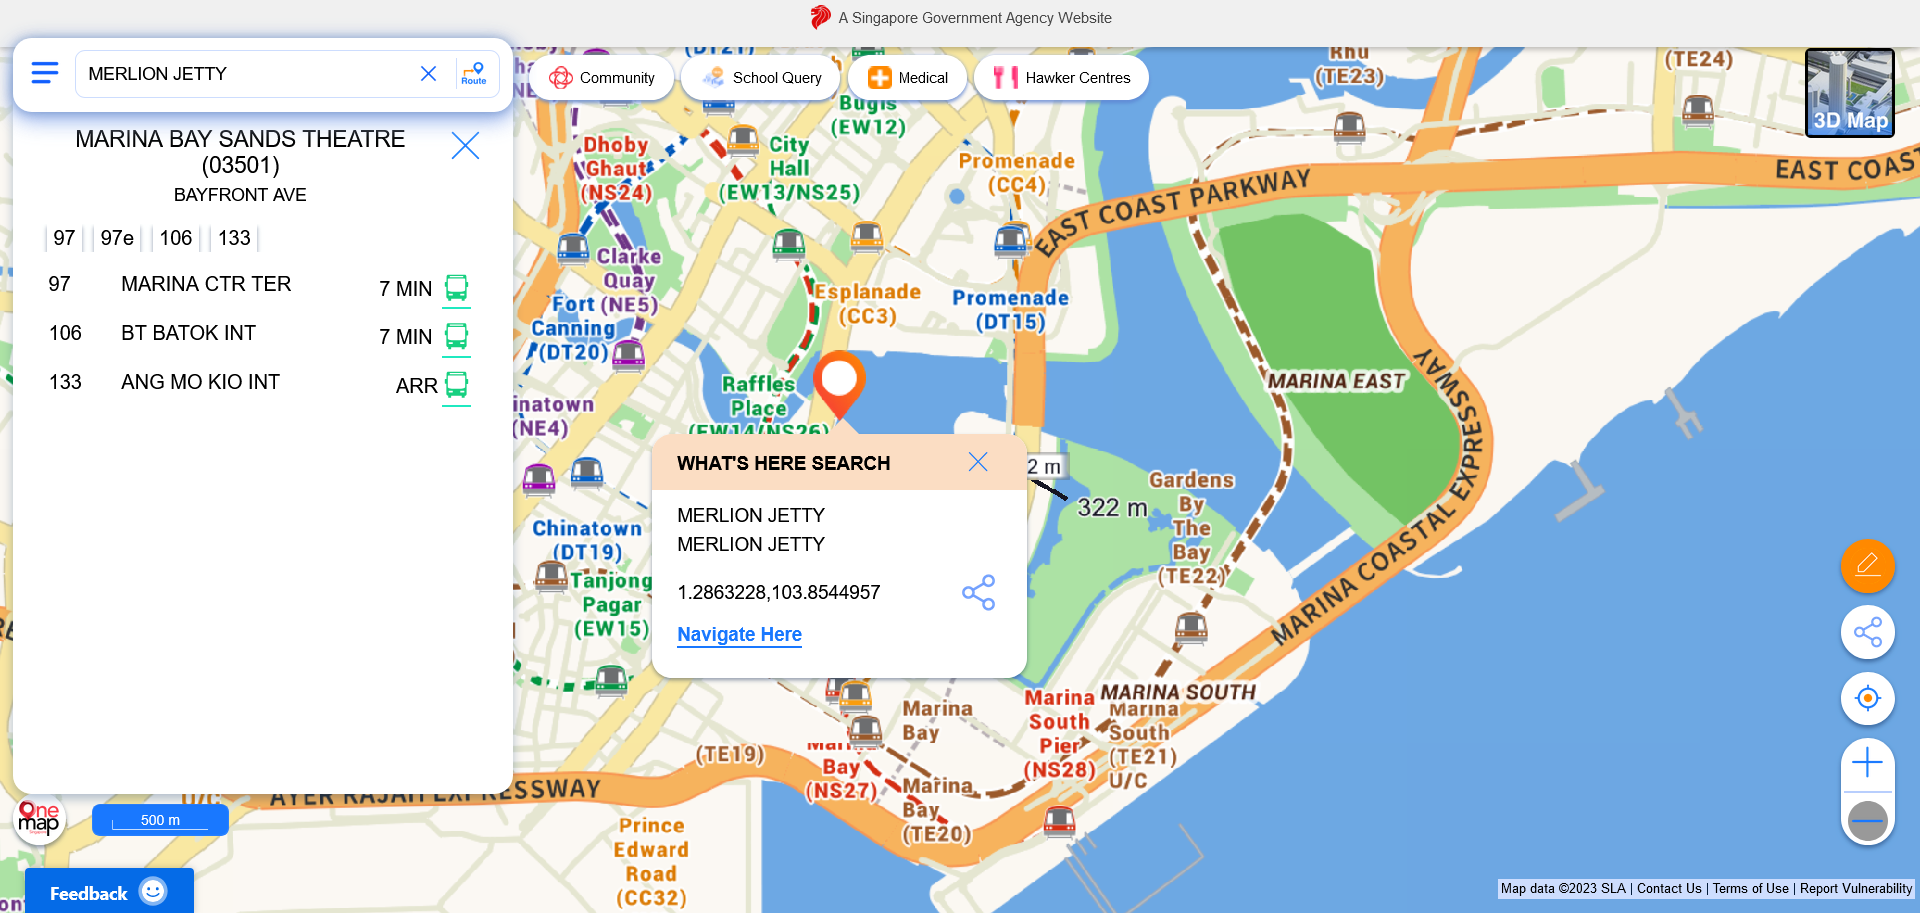 A Singapore Government Agency Website
MERLION JETTY
Route
Community
School Query
Medical
Hawker Centres
3D Map
MARINA BAY SANDS THEATRE
(03501)
BAYFRONT AVE
97
97e
106
133
97 MARINA CTR TER 7 MIN
106 BT BATOK INT 7 MIN
133 ANG MO KIO INT ARR
(DT21)
Bugis
(EW12)
Rhu
(TE23)
(TE24)
Dhoby
Ghaut
(NS24)
City
Hall
(EW13/NS25)
Promenade
(CC4)
EAST COAST PARKWAY
EAST COAS
Clarke
Quay
(NE5)
Fort
Canning
(DT20)
Esplanade
(CC3)
Promenade
(DT15)
Raffles
Place
(EW14/NS26)
inatown
(NE4)
MARINA EAST
MARINA COASTAL EXPRESSWAY
WHAT'S HERE SEARCH
MERLION JETTY
MERLION JETTY
1.2863228,103.8544957
Navigate Here
2 m
322 m
Gardens
By
The
Bay
(TE22)
Chinatown
(DT19)
Tanjong
Pagar
(EW15)
MARINA SOUTH
Marina
South
Pier
(NS28)
Marina
South
(TE21)
U/C
Marina
Bay
(TE19)
Marina
Bay
(NS27)
Marina
Bay
(TE20)
AYER RAJAH EXPRESSWAY
U/C
Prince
Edward
Road
(CC32)
One
map
500 m
Feedback
Map data ©2023 SLA | Contact Us | Terms of Use | Report Vulnerability